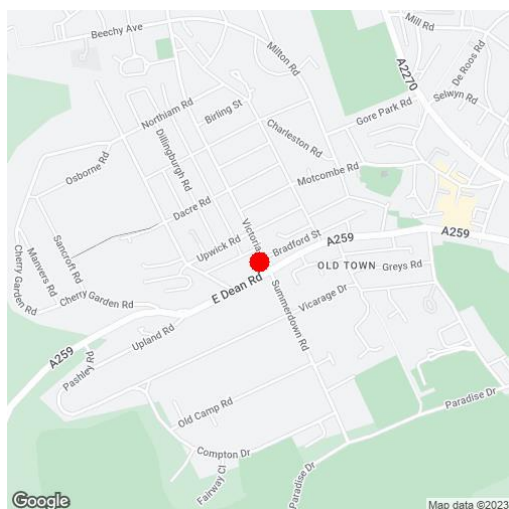 Beechy Ave
Mill Rd
Milton Rd
A2270
De Roos Rd
Selwyn Rd
Northiam Rd
Birling St
Gore Park Rd
Dillingburgh Rd
Charleston Rd
Osborne Rd
Motcombe Rd
Dacre Rd
Victoria
Bradford St
A259
A259
Upwick Rd
Sancroft Rd
Manvers Rd
Cherry Garden Rd
OLD TOWN
Greys Rd
Cherry Garden Rd
E Dean Rd
Summerdown Rd
Vicarage Dr
Upland Rd
A259
Pashley Rd
Old Camp Rd
Paradise Dr
Compton Dr
Fairway Cl
Paradise Dr
Google
Map data ©2023